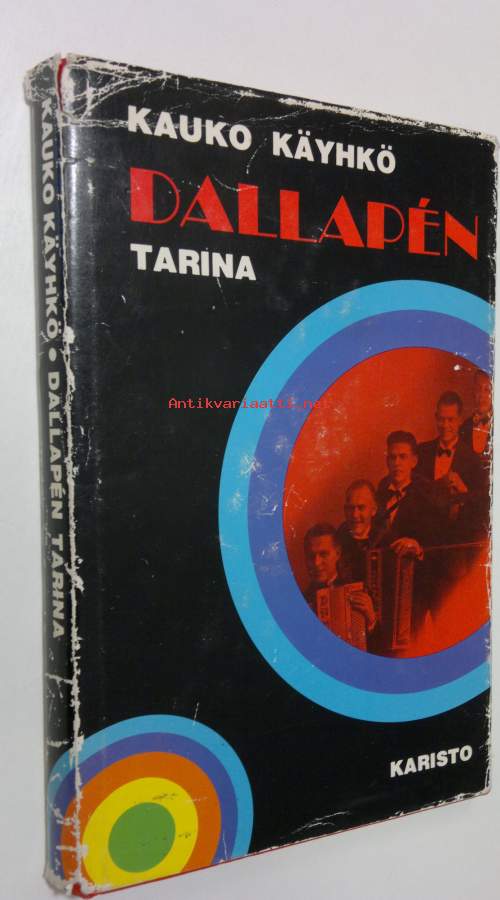 KAUKO KÄYHKÖ
DALLAPÉN
TARINA
Antikvariaatti.net
KARISTO
KAUKO KÄYHKÖ • DALLAPÉN TARINA